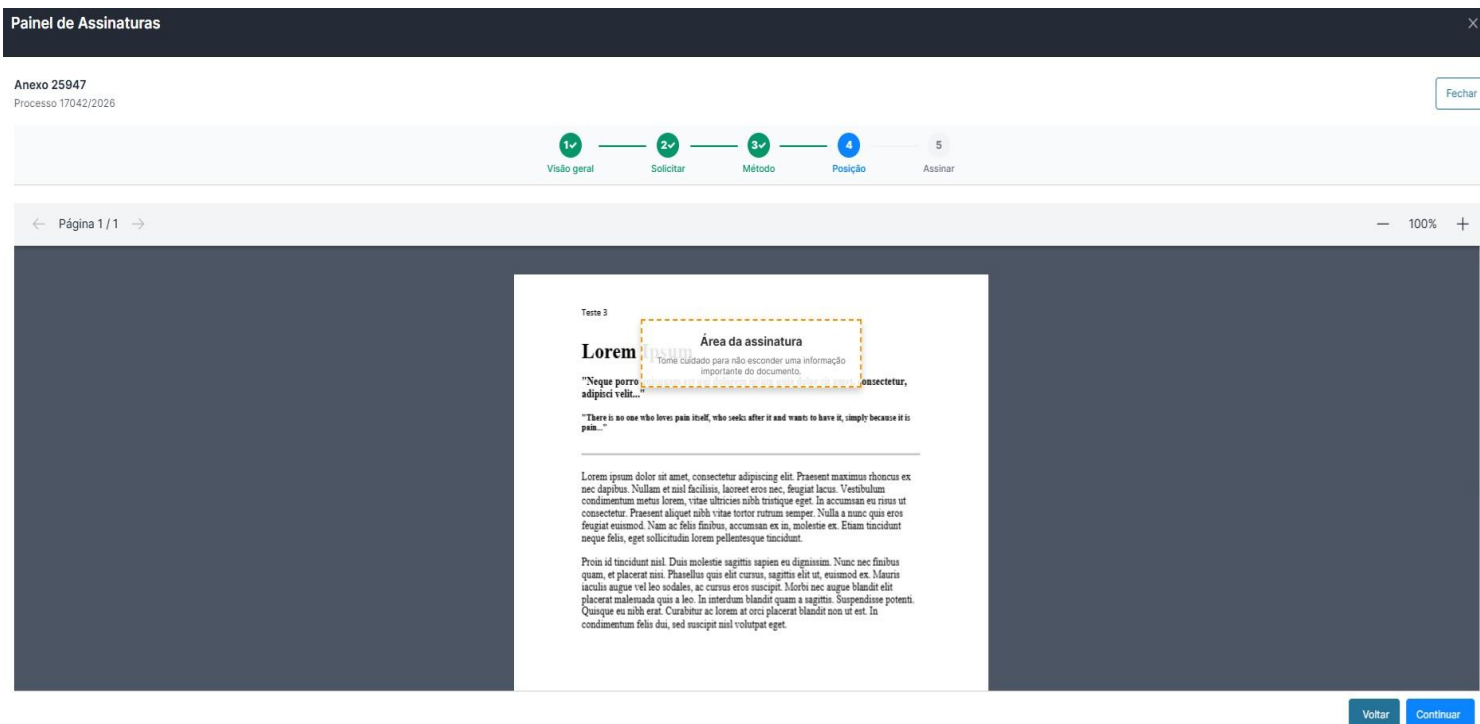 Painel de Assinaturas
Anexo 25947
Processo 17042/2026
Fechar
1 2 3 4 5
Visão geral Solicitar Método Posição Assinar
Página 1 / 1
100%
Teste 3
Área da assinatura
Lorem Ipsum
Tome cuidado para não esconder uma informação
importante do documento.
"Neque porro onsectetur,
adipisci velit..."
"There is no one who loves pain itself, who seeks after it and wants to have it, simply because it is
pain..."
Lorem ipsum dolor sit amet, consectetur adipiscing elit. Praesent maximus rhoncus ex
nec dapibus. Nullam et nisl facilisis, laoreet eros nec, feugiat lacus. Vestibulum
condimentum metus lorem, vitae ultricies nibh tristique eget. In accumsan eu risus ut
consectetur. Praesent aliquet nibh vitae tortor rutrum semper. Nulla a nunc quis eros
feugiat euismod. Nam ac felis finibus, accumsan ex in, molestie ex. Etiam tincidunt
neque felis, eget sollicitudin lorem pellentesque tincidunt.
Proin id tincidunt nisl. Duis molestie sagittis sapien eu dignissim. Nunc nec finibus
quam, et placerat nisi. Phasellus quis elit cursus, sagittis elit ut, euismod ex. Mauris
iaculis augue vel leo sodales, ac cursus eros suscipit. Morbi nec augue blandit elit
placerat malesuada quis a leo. In interdum blandit quam a sagittis. Suspendisse potenti.
Quisque eu nibh erat. Curabitur ac lorem at orci placerat blandit non ut est. In
condimentum felis dui, sed suscipit nisl volutpat eget.
Voltar Continuar